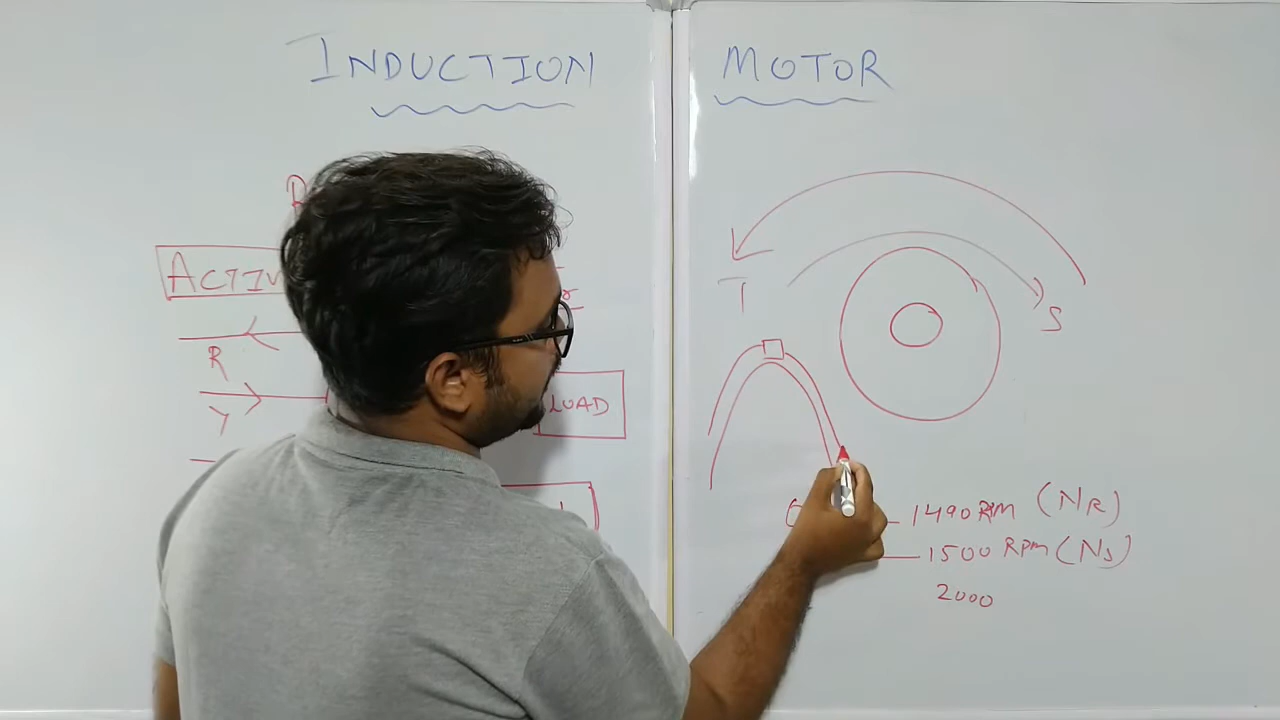 INDUCTION MOTOR
R
ACTIV
T
S
R
LOAD
Y
1490 RPM (NR)
1500 RPM (NS)
2000